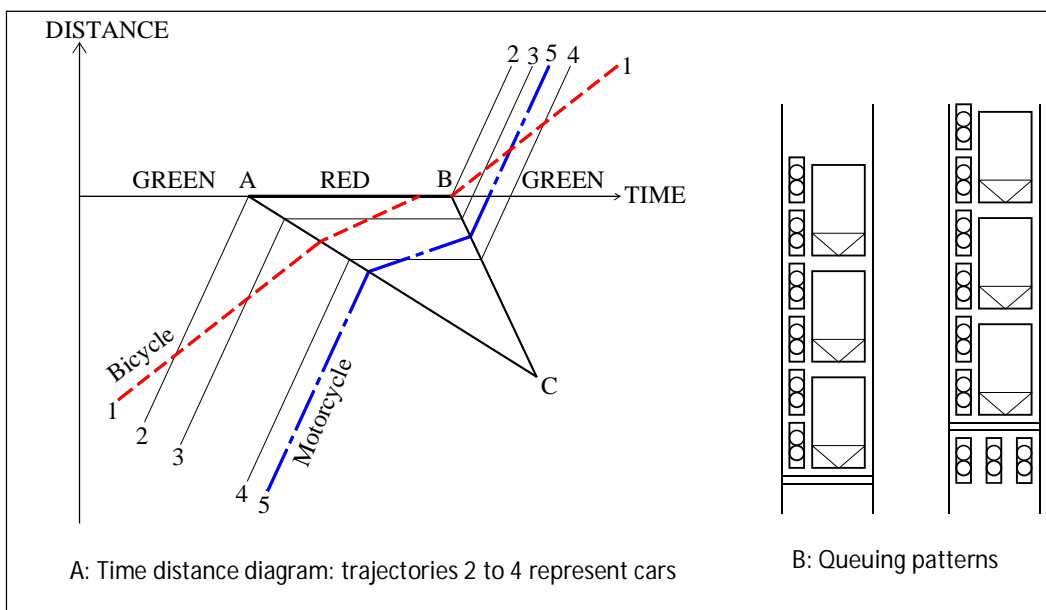 DISTANCE
2 3 5 4
1
GREEN A RED B GREEN
TIME
Bicycle
1
2
3
4
5
Motorcycle
C
A: Time distance diagram: trajectories 2 to 4 represent cars
B: Queuing patterns